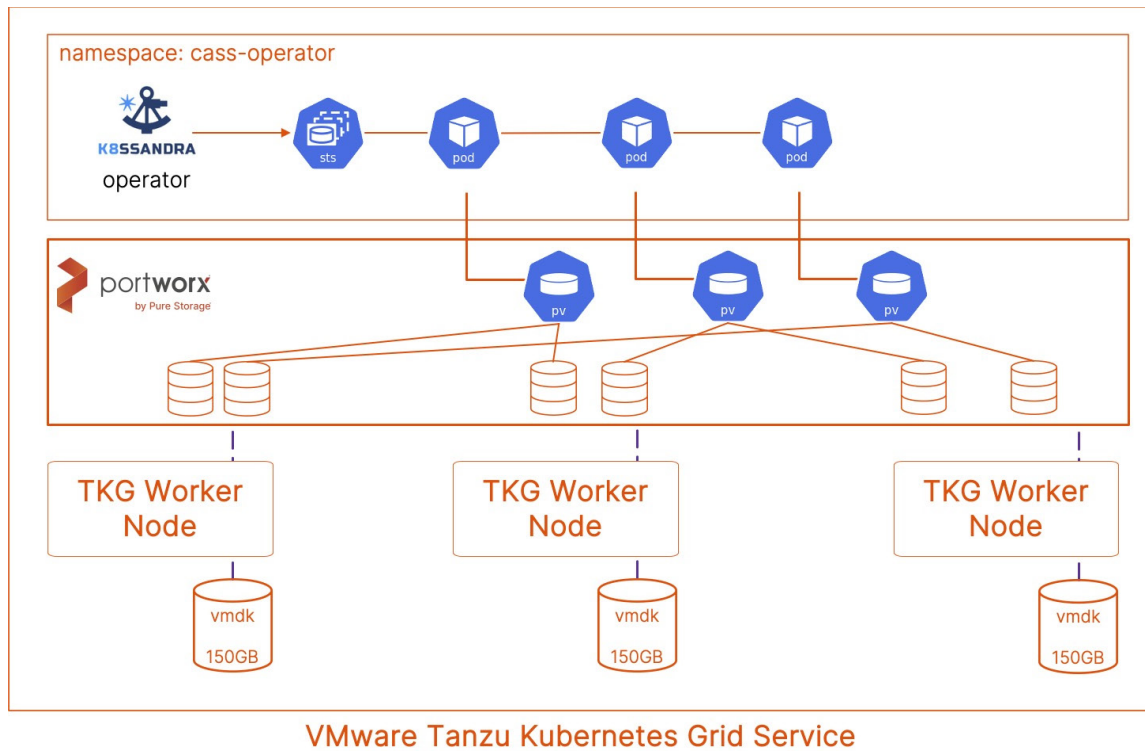 namespace: cass-operator
K8SSANDRA
operator
sts
pod
pod
pod
portworx
by Pure Storage
pv
pv
pv
TKG Worker
Node
TKG Worker
Node
TKG Worker
Node
vmdk
150GB
vmdk
150GB
vmdk
150GB
VMware Tanzu Kubernetes Grid Service